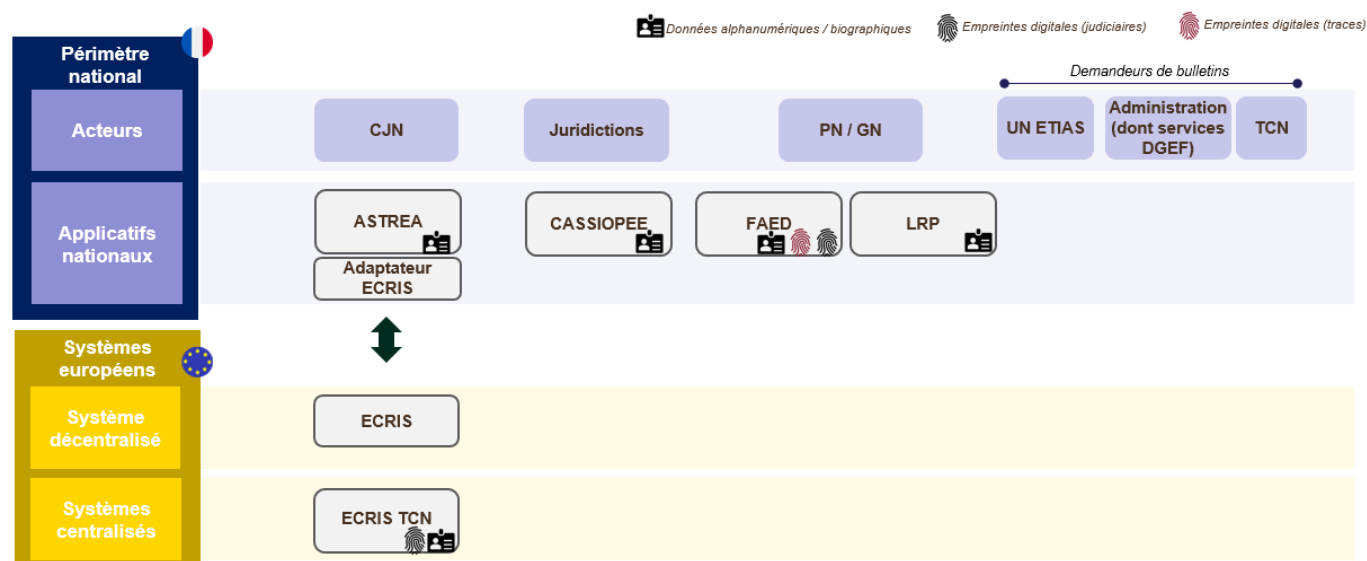 Données alphanumériques / biographiques
Empreintes digitales (judiciaires)
Empreintes digitales (traces)
Périmètre
national
Demandeurs de bulletins
Acteurs
CJN
Juridictions
PN / GN
UN ETIAS
Administration
(dont services
DGEF)
TCN
Applicatifs
nationaux
ASTREA
CASSIOPEE
FAED
LRP
Adaptateur
ECRIS
Systèmes
européens
Système
décentralisé
ECRIS
Systèmes
centralisés
ECRIS TCN